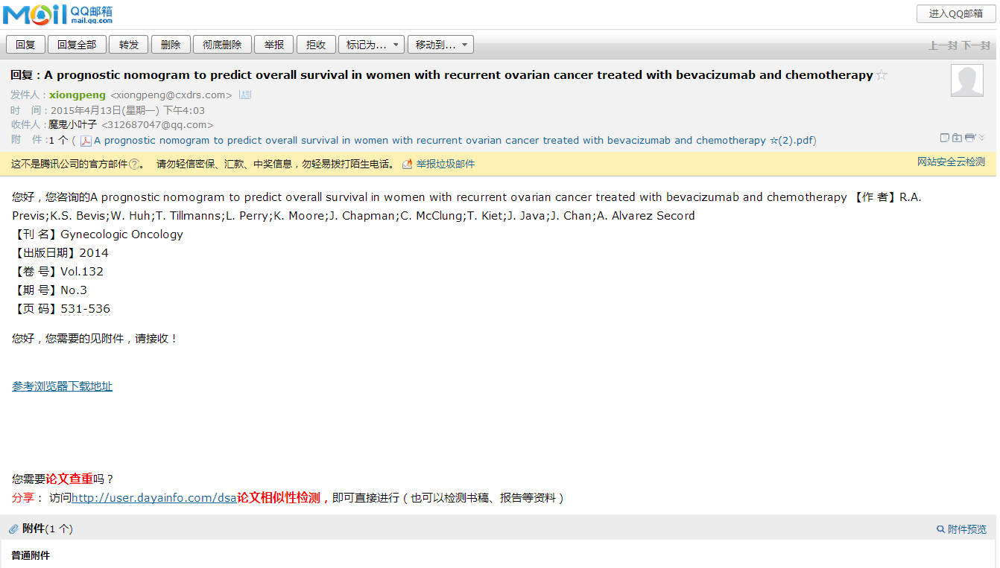 Mail QQ邮箱
mail.qq.com
进入QQ邮箱
回复 回复全部 转发 删除 彻底删除 举报 拒收 标记为... 移动到... 上一封 下一封
回复：A prognostic nomogram to predict overall survival in women with recurrent ovarian cancer treated with bevacizumab and chemotherapy☆
发件人：xiongpeng <xiongpeng@cxdrs.com>
时 间：2015年4月13日(星期一) 下午4:03
收件人：魔鬼小叶子 <312687047@qq.com>
附 件：1 个 ( A prognostic nomogram to predict overall survival in women with recurrent ovarian cancer treated with bevacizumab and chemotherapy ☆(2).pdf)
这不是腾讯公司的官方邮件?。 请勿轻信密保、汇款、中奖信息，勿轻易拨打陌生电话。 举报垃圾邮件 网站安全云检测
您好，您咨询的A prognostic nomogram to predict overall survival in women with recurrent ovarian cancer treated with bevacizumab and chemotherapy 【作 者】R.A.
Previs;K.S. Bevis;W. Huh;T. Tillmanns;L. Perry;K. Moore;J. Chapman;C. McClung;T. Kiet;J. Java;J. Chan;A. Alvarez Secord
【刊 名】Gynecologic Oncology
【出版日期】2014
【卷 号】Vol.132
【期 号】No.3
【页 码】531-536
您好，您需要的见附件，请接收！
参考浏览器下载地址
您需要论文查重吗？
分享： 访问http://user.dayainfo.com/dsa论文相似性检测，即可直接进行（也可以检测书稿、报告等资料）
附件(1 个) 附件预览
普通附件